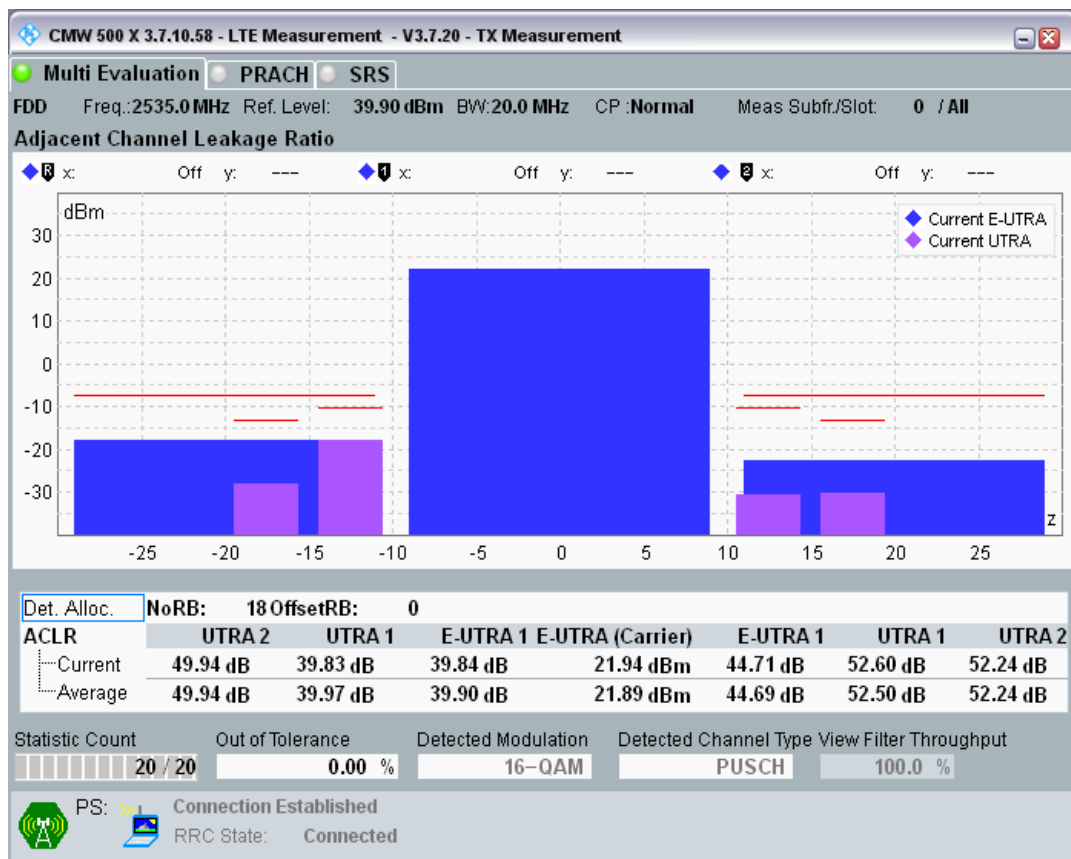 CMW 500 X 3.7.10.58 - LTE Measurement - V3.7.20 - TX Measurement
Multi Evaluation PRACH SRS
FDD Freq.:2535.0 MHz Ref. Level: 39.90 dBm BW:20.0 MHz CP :Normal Meas Subfr./Slot: 0 / All
Adjacent Channel Leakage Ratio
R x: Off y: --- 1 x: Off y: --- 2 x: Off y: ---
dBm
Current E-UTRA
Current UTRA
30
20
10
0
-10
-20
-30
z
-25 -20 -15 -10 -5 0 5 10 15 20 25
Det. Alloc. NoRB: 18 OffsetRB: 0
ACLR UTRA 2 UTRA 1 E-UTRA 1 E-UTRA (Carrier) E-UTRA 1 UTRA 1 UTRA 2
Current 49.94 dB 39.83 dB 39.84 dB 21.94 dBm 44.71 dB 52.60 dB 52.24 dB
Average 49.94 dB 39.97 dB 39.90 dB 21.89 dBm 44.69 dB 52.50 dB 52.24 dB
Statistic Count Out of Tolerance Detected Modulation Detected Channel Type View Filter Throughput
20 / 20 0.00 % 16-QAM PUSCH 100.0 %
PS: Connection Established
RRC State: Connected